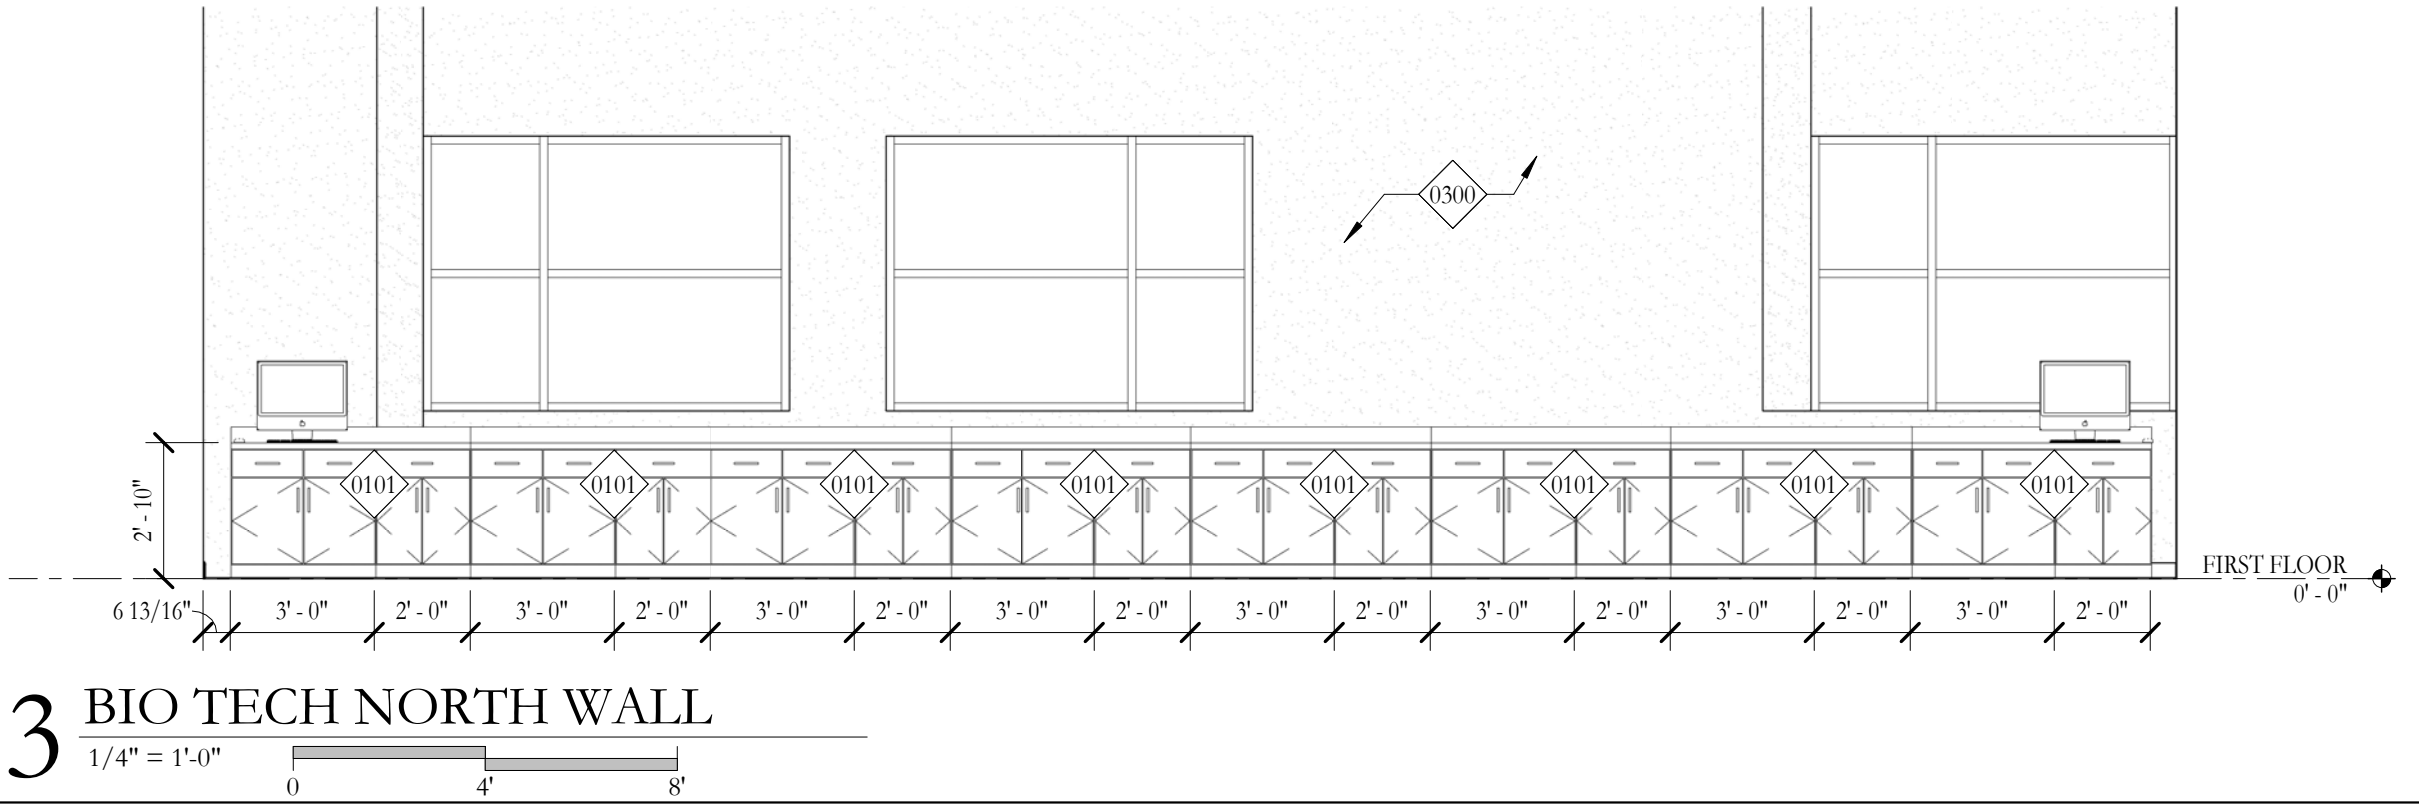 0300
0101 0101 0101 0101 0101 0101 0101 0101
2' - 10"
FIRST FLOOR
0' - 0"
6 13/16" 3' - 0" 2' - 0" 3' - 0" 2' - 0" 3' - 0" 2' - 0" 3' - 0" 2' - 0" 3' - 0" 2' - 0" 3' - 0" 2' - 0" 3' - 0" 2' - 0" 3' - 0" 2' - 0"
3 BIO TECH NORTH WALL
1/4" = 1'-0"
0 4' 8'